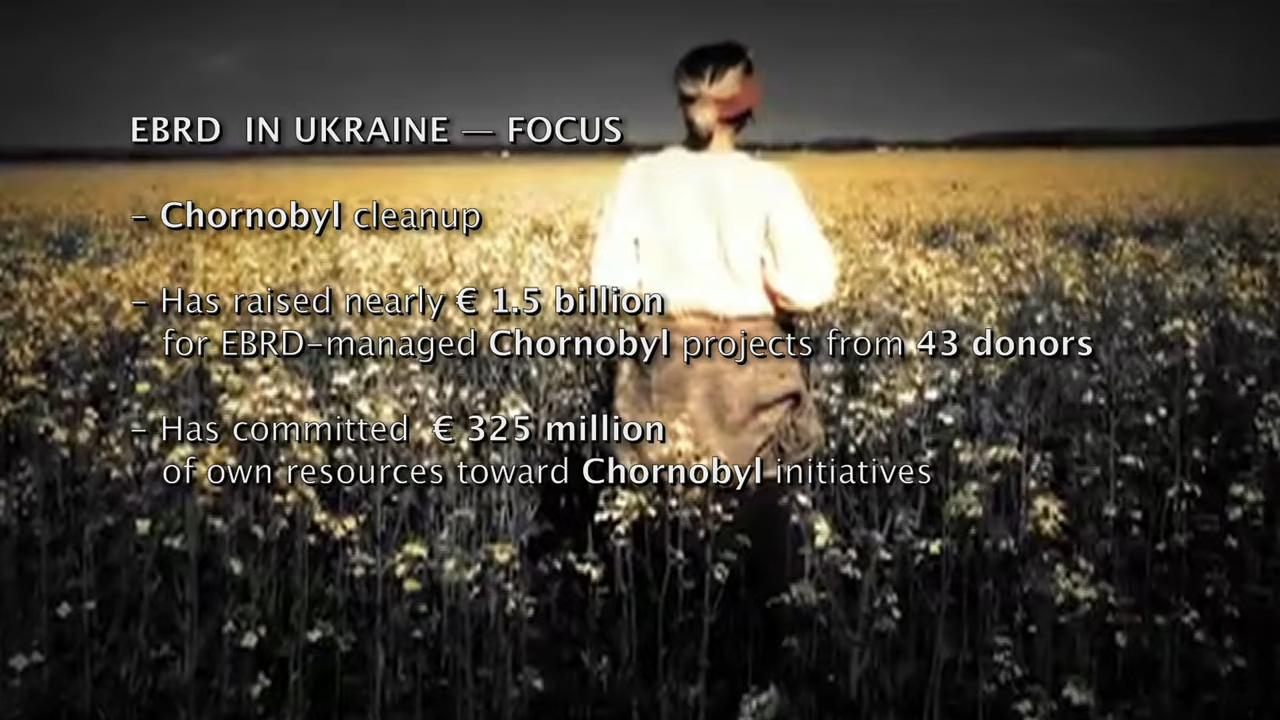 EBRD IN UKRAINE — FOCUS
– Chornobyl cleanup
– Has raised nearly € 1.5 billion
for EBRD–managed Chornobyl projects from 43 donors
– Has committed € 325 million
of own resources toward Chornobyl initiatives